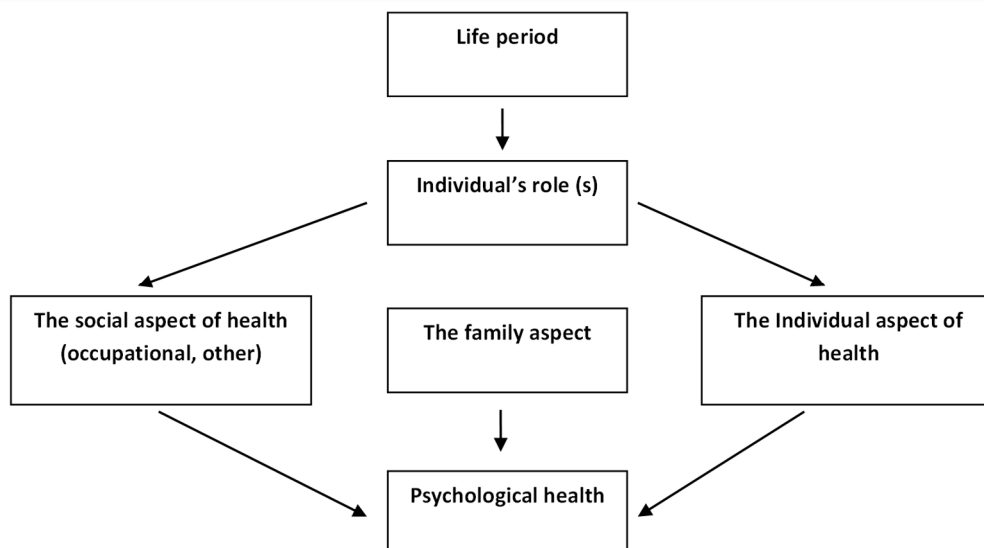 Life period
Individual’s role (s)
The social aspect of health
(occupational, other)
The family aspect
The Individual aspect of
health
Psychological health